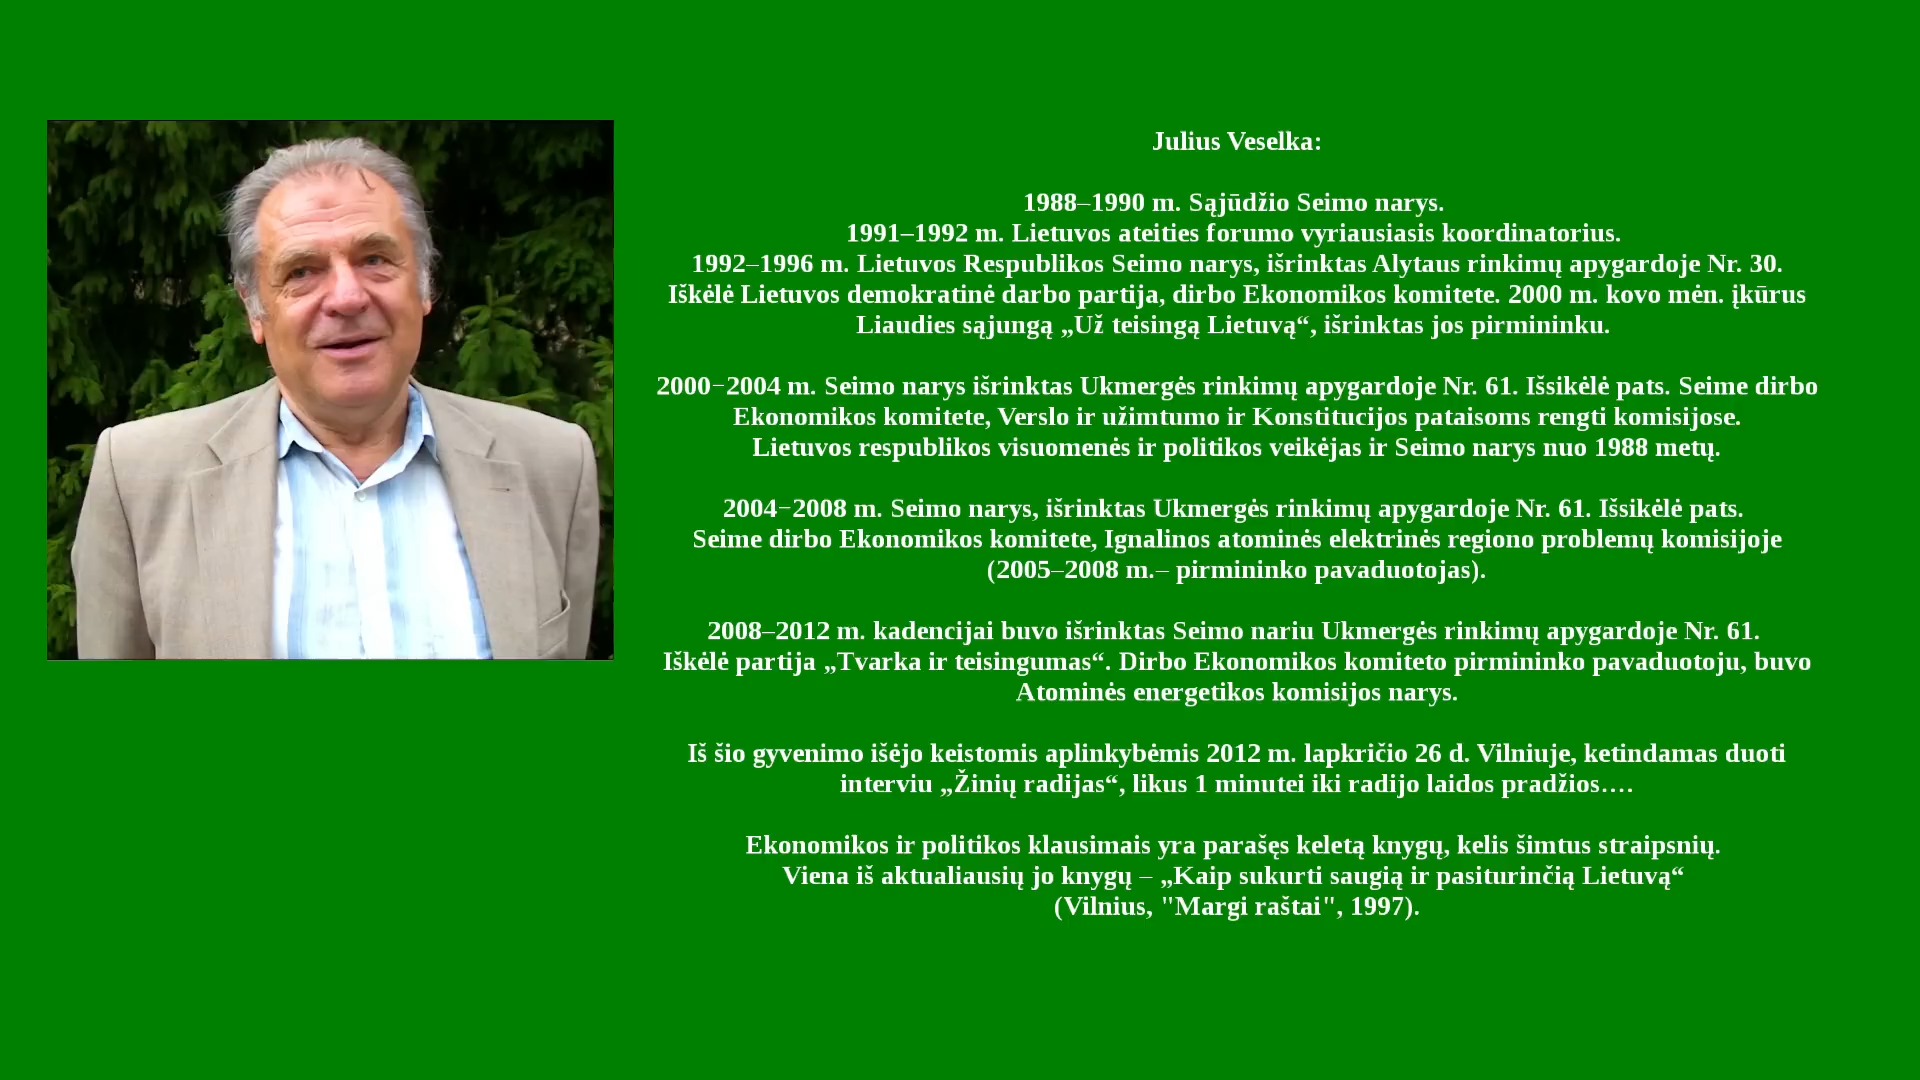 Julius Veselka:
1988–1990 m. Sąjūdžio Seimo narys.
1991–1992 m. Lietuvos ateities forumo vyriausiasis koordinatorius.
1992–1996 m. Lietuvos Respublikos Seimo narys, išrinktas Alytaus rinkimų apygardoje Nr. 30.
Iškėlė Lietuvos demokratinė darbo partija, dirbo Ekonomikos komitete. 2000 m. kovo mėn. įkūrus
Liaudies sąjungą „Už teisingą Lietuvą“, išrinktas jos pirmininku.
2000−2004 m. Seimo narys išrinktas Ukmergės rinkimų apygardoje Nr. 61. Išsikėlė pats. Seime dirbo
Ekonomikos komitete, Verslo ir užimtumo ir Konstitucijos pataisoms rengti komisijose.
Lietuvos respublikos visuomenės ir politikos veikėjas ir Seimo narys nuo 1988 metų.
2004−2008 m. Seimo narys, išrinktas Ukmergės rinkimų apygardoje Nr. 61. Išsikėlė pats.
Seime dirbo Ekonomikos komitete, Ignalinos atominės elektrinės regiono problemų komisijoje
(2005–2008 m.– pirmininko pavaduotojas).
2008–2012 m. kadencijai buvo išrinktas Seimo nariu Ukmergės rinkimų apygardoje Nr. 61.
Iškėlė partija „Tvarka ir teisingumas“. Dirbo Ekonomikos komiteto pirmininko pavaduotoju, buvo
Atominės energetikos komisijos narys.
Iš šio gyvenimo išėjo keistomis aplinkybėmis 2012 m. lapkričio 26 d. Vilniuje, ketindamas duoti
interviu „Žinių radijas“, likus 1 minutei iki radijo laidos pradžios….
Ekonomikos ir politikos klausimais yra parašęs keletą knygų, kelis šimtus straipsnių.
Viena iš aktualiausių jo knygų – „Kaip sukurti saugią ir pasiturinčią Lietuvą“
(Vilnius, "Margi raštai", 1997).